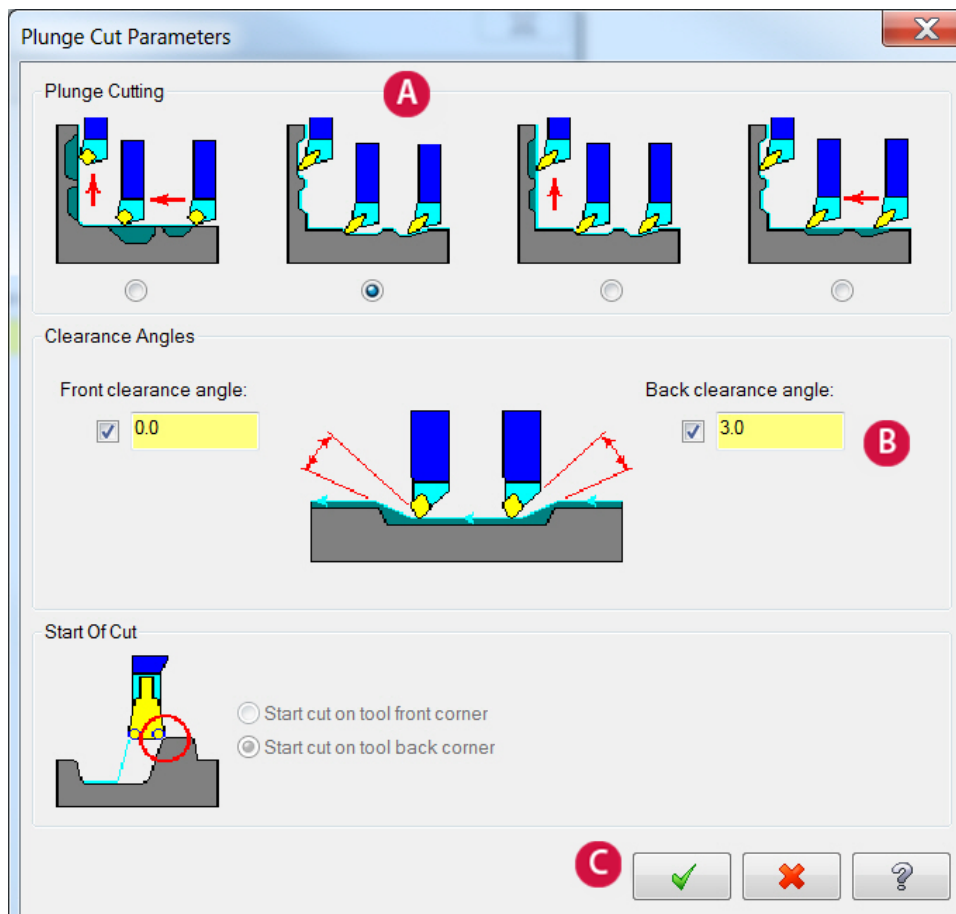 Plunge Cut Parameters
Plunge Cutting
A
Clearance Angles
Front clearance angle:
Back clearance angle:
0.0
3.0
B
Start Of Cut
Start cut on tool front corner
Start cut on tool back corner
C
?